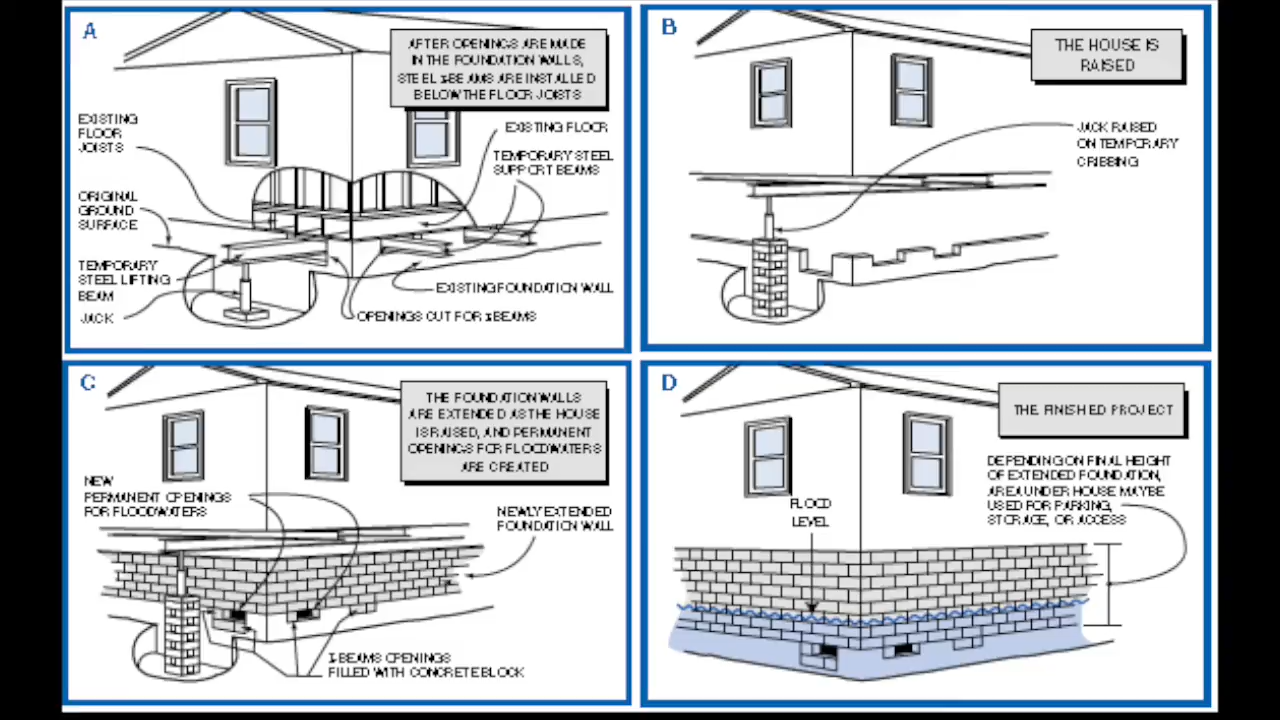 A
AFTER OPENINGS ARE MADE
IN THE FOUNDATION WALLS,
STEEL I-BEAMS ARE INSTALLED
BELOW THE FLOOR JOISTS
EXISTING
FLOOR
JOISTS
EXISTING FLOOR
TEMPORARY STEEL
SUPPORT BEAMS
ORIGINAL
GROUND
SURFACE
TEMPORARY
STEEL LIFTING
BEAM
JACK
EXISTING FOUNDATION WALL
OPENINGS CUT FOR I-BEAMS
B
THE HOUSE IS
RAISED
JACK RAISED
ON TEMPORARY
CRIBBING
C
THE FOUNDATION WALLS
ARE EXTENDED AS THE HOUSE
IS RAISED, AND PERMANENT
OPENINGS FOR FLOODWATERS
ARE CREATED
NEW
PERMANENT OPENINGS
FOR FLOODWATERS
NEWLY EXTENDED
FOUNDATION WALL
I-BEAMS OPENINGS
FILLED WITH CONCRETE BLOCK
D
THE FINISHED PROJECT
DEPENDING ON FINAL HEIGHT
OF EXTENDED FOUNDATION,
AREA UNDER HOUSE MAY BE
USED FOR PARKING,
STORAGE, OR ACCESS
FLOOD
LEVEL